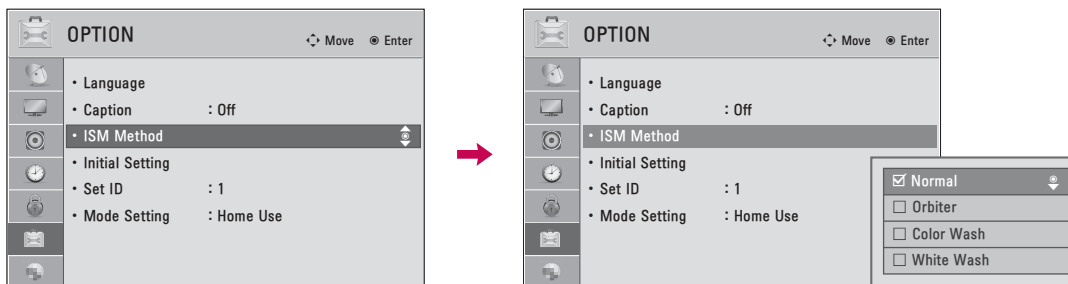 OPTION
Move Enter
• Language
• Caption : Off
• ISM Method
• Initial Setting
• Set ID : 1
• Mode Setting : Home Use
OPTION
Move Enter
• Language
• Caption : Off
• ISM Method
• Initial Setting
• Set ID : 1
• Mode Setting : Home Use
☑ Normal
☐ Orbiter
☐ Color Wash
☐ White Wash